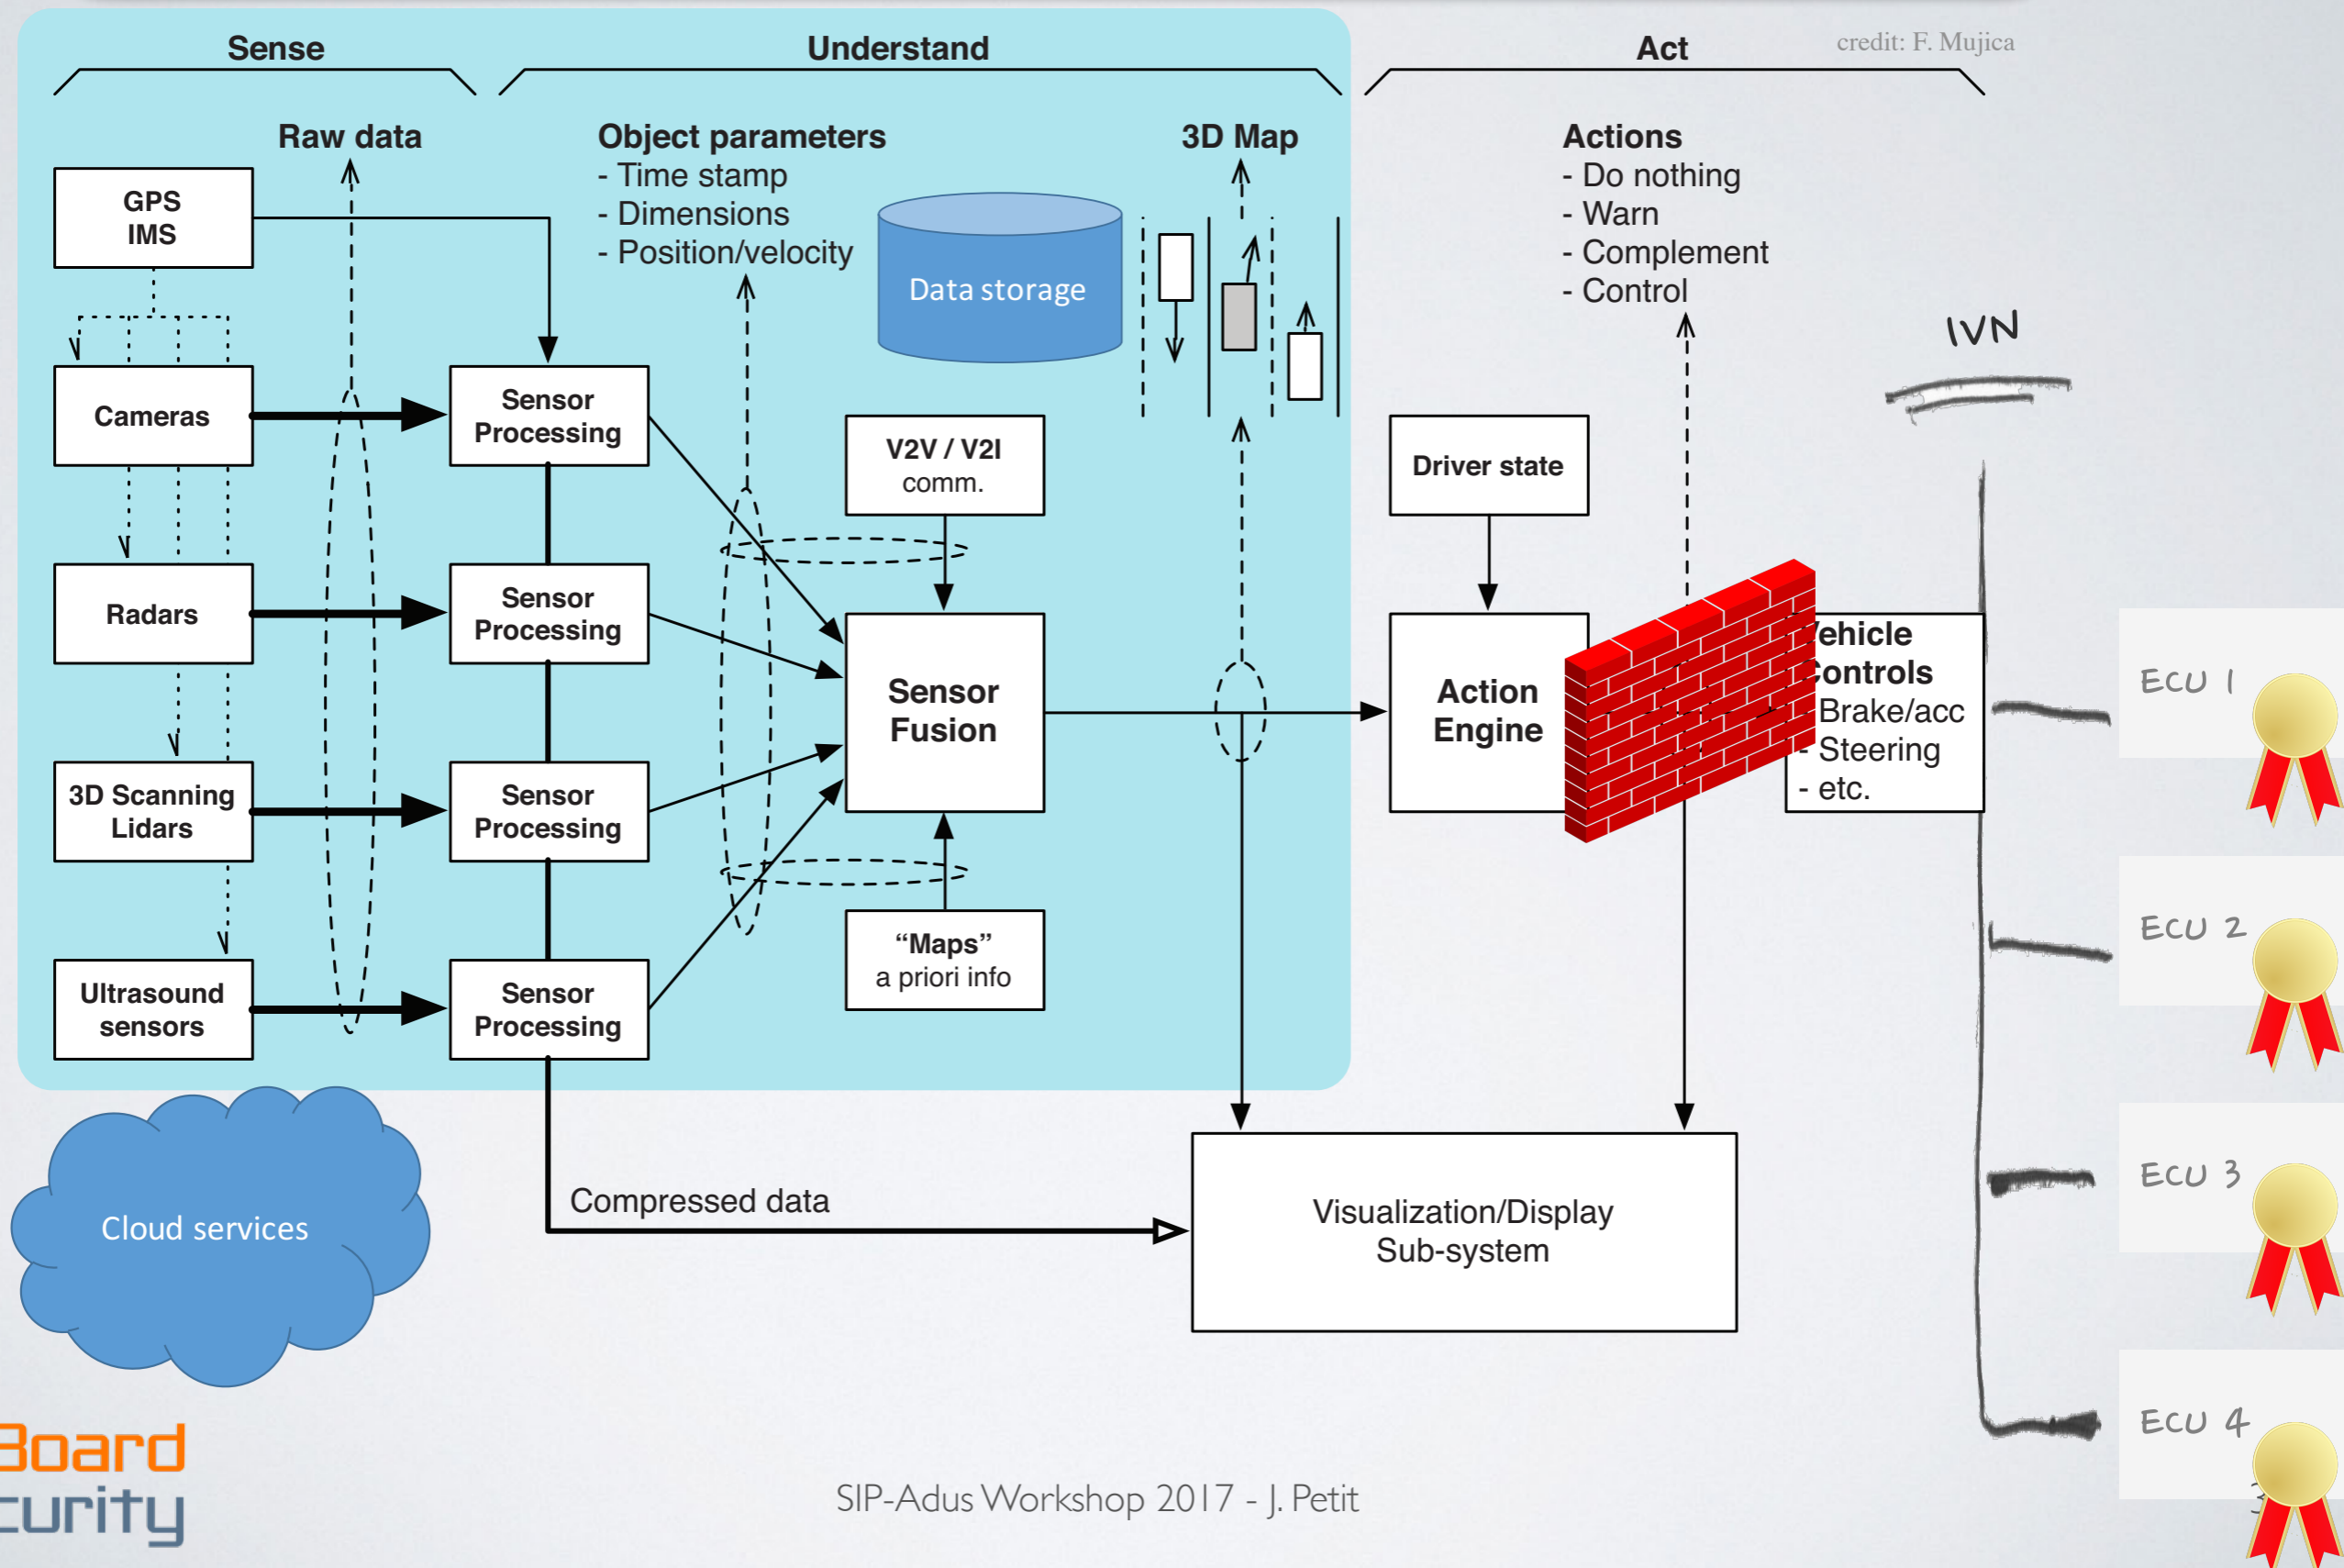 Sense
Understand
Act
credit: F. Mujica
Raw data
Object parameters
- Time stamp
- Dimensions
- Position/velocity
3D Map
Actions
- Do nothing
- Warn
- Complement
- Control
GPS
IMS
Data storage
IVN
Cameras
Sensor
Processing
V2V / V2I
comm.
Driver state
Radars
Sensor
Processing
Sensor
Fusion
Action
Engine
ehicle
ontrols
- Brake/acc
- Steering
- etc.
ECU 1
3D Scanning
Lidars
Sensor
Processing
ECU 2
Ultrasound
sensors
Sensor
Processing
“Maps”
a priori info
ECU 3
Cloud services
Compressed data
Visualization/Display
Sub-system
ECU 4
Board
curity
SIP-Adus Workshop 2017 - J. Petit